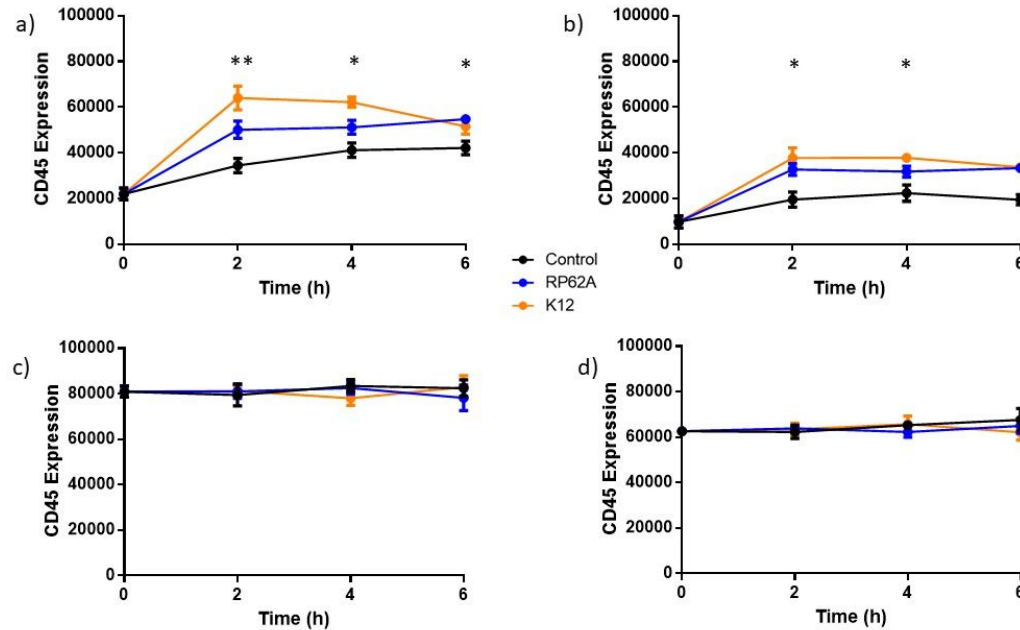 a)
100000
80000
60000
40000
20000
0
CD45 Expression
** * *
0 2 4 6
Time (h)
b)
100000
80000
60000
40000
20000
0
CD45 Expression
* *
0 2 4 6
Time (h)
Control
RP62A
K12
c)
100000
80000
60000
40000
20000
0
CD45 Expression
0 2 4 6
Time (h)
d)
100000
80000
60000
40000
20000
0
CD45 Expression
0 2 4 6
Time (h)